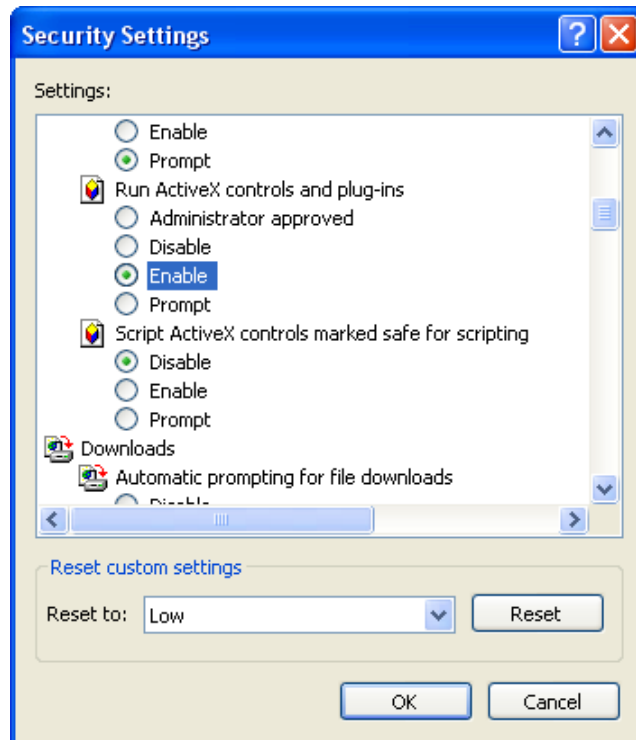 Security Settings
Settings:
Enable
Prompt
Run ActiveX controls and plug-ins
Administrator approved
Disable
Enable
Prompt
Script ActiveX controls marked safe for scripting
Disable
Enable
Prompt
Downloads
Automatic prompting for file downloads
Disable
Reset custom settings
Reset to: Low Reset
OK Cancel